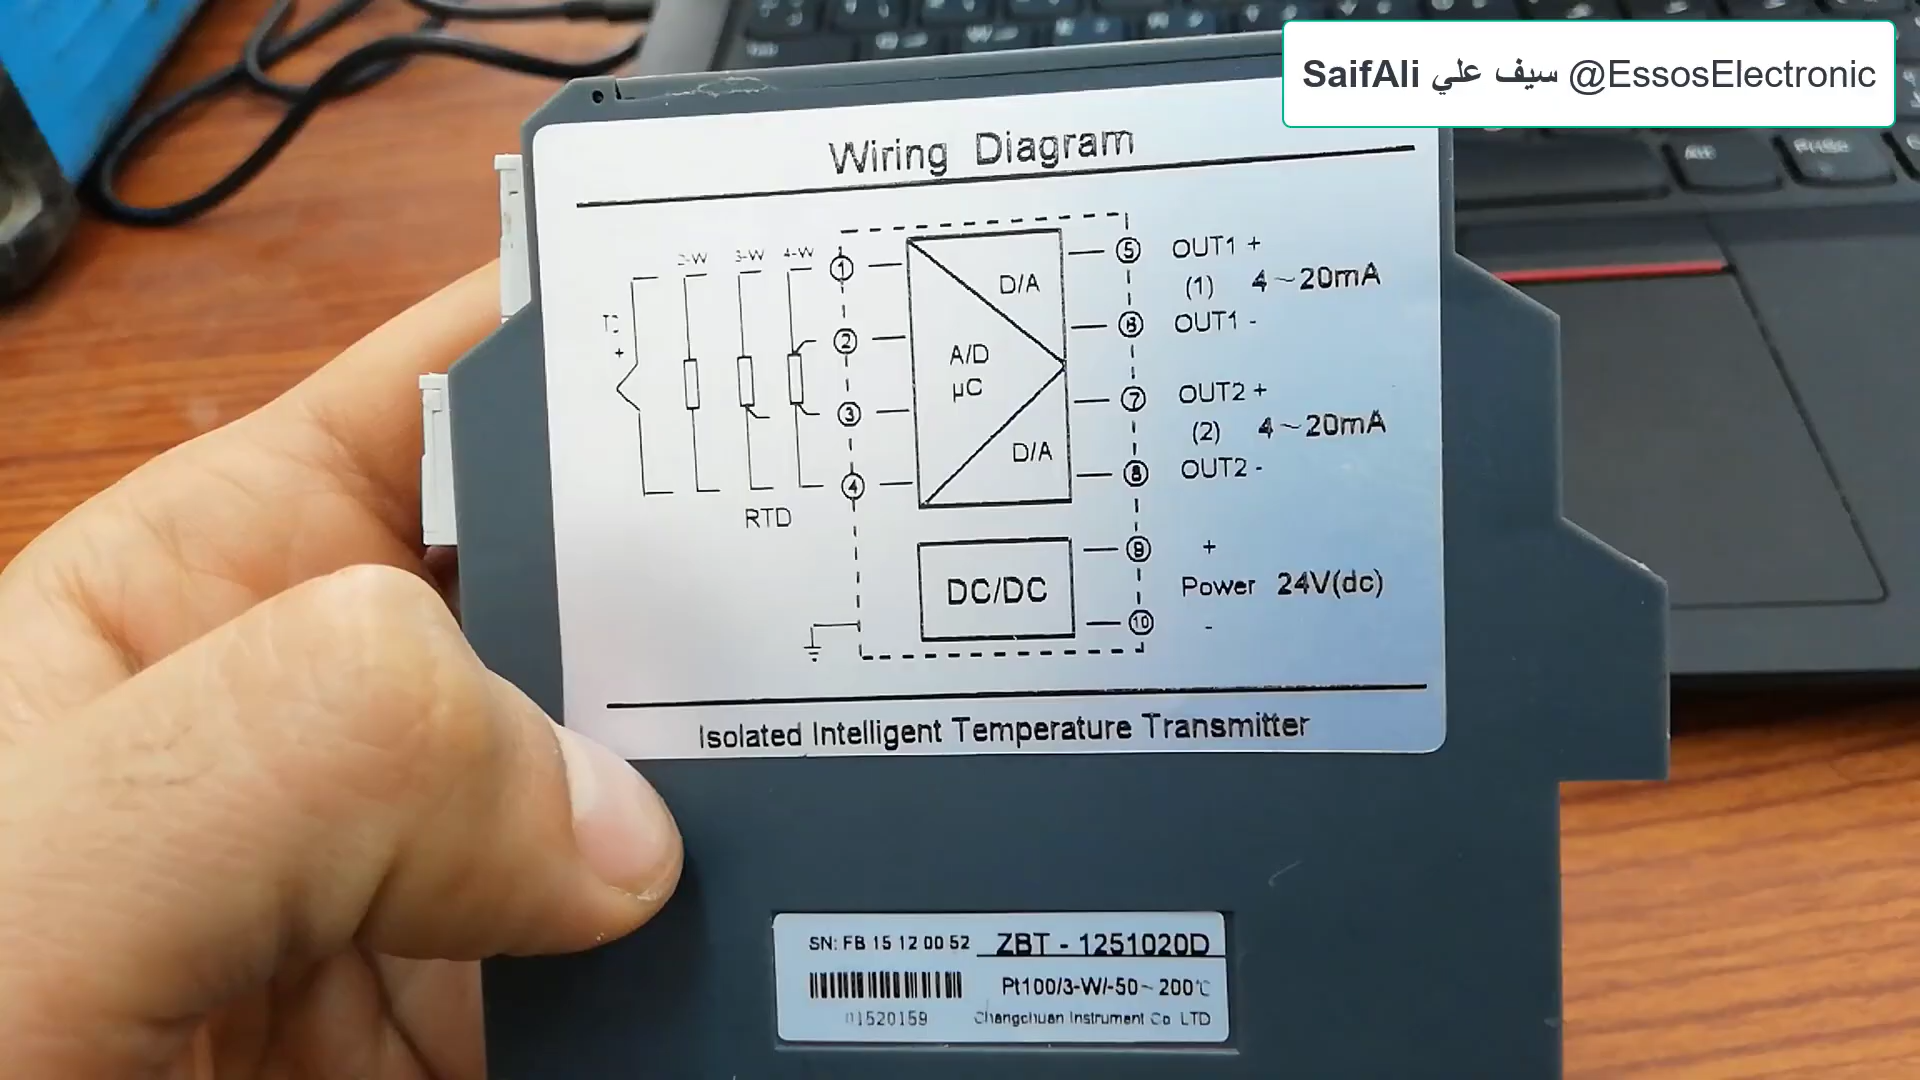 SaifAli سيف علي @EssosElectronic
Wiring Diagram
2-W 3-W 4-W
TC
+
1
2
3
4
RTD
D/A
A/D
µC
D/A
DC/DC
5 OUT1 +
(1) 4~20mA
6 OUT1 -
7 OUT2 +
(2) 4~20mA
8 OUT2 -
9 +
Power 24V(dc)
10 -
Isolated Intelligent Temperature Transmitter
SN: FB 15 12 00 52 ZBT - 1251020D
Pt100/3-W/-50~200℃
01520159 Changchuan Instrument Co LTD
Alt
PrtSc